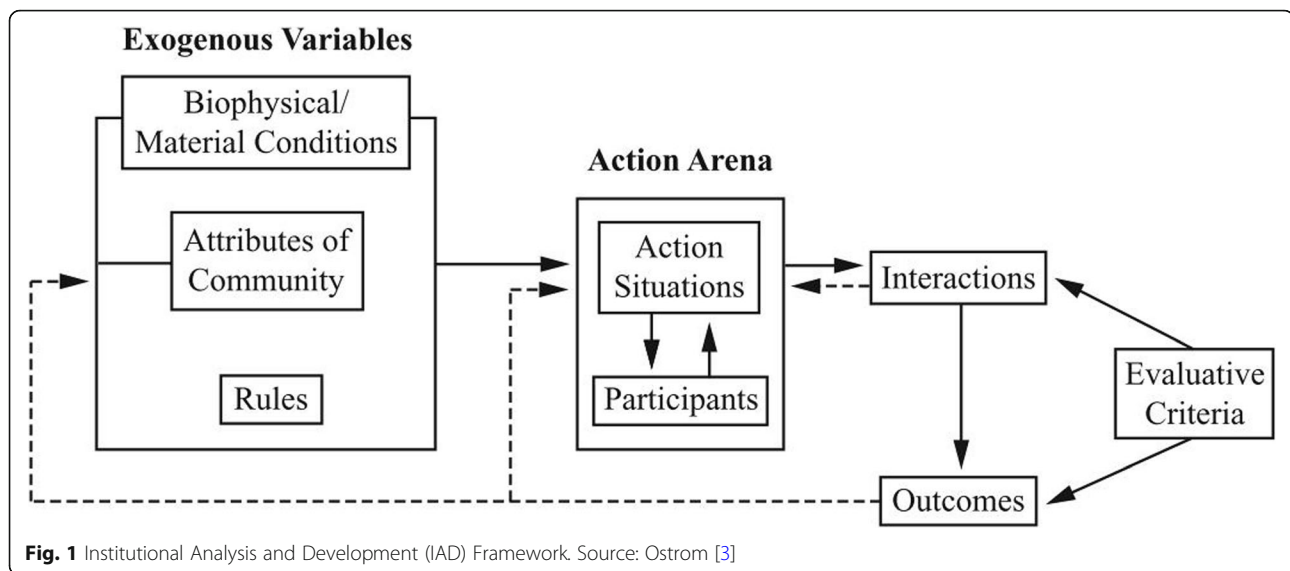 Exogenous Variables
Biophysical/
Material Conditions
Attributes of
Community
Rules
Action Arena
Action
Situations
Participants
Interactions
Outcomes
Evaluative
Criteria
Fig. 1 Institutional Analysis and Development (IAD) Framework. Source: Ostrom [3]